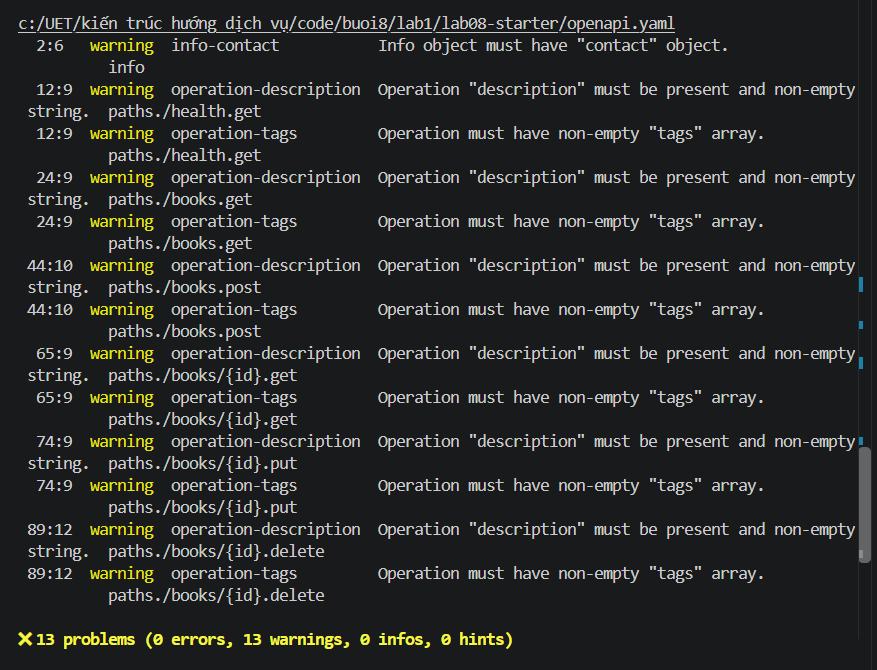 c:/UET/kiến trúc hướng dịch vụ/code/buoi8/lab1/lab08-starter/openapi.yaml
2:6 warning info-contact Info object must have "contact" object.
info
12:9 warning operation-description Operation "description" must be present and non-empty
string. paths./health.get
12:9 warning operation-tags Operation must have non-empty "tags" array.
paths./health.get
24:9 warning operation-description Operation "description" must be present and non-empty
string. paths./books.get
24:9 warning operation-tags Operation must have non-empty "tags" array.
paths./books.get
44:10 warning operation-description Operation "description" must be present and non-empty
string. paths./books.post
44:10 warning operation-tags Operation must have non-empty "tags" array.
paths./books.post
65:9 warning operation-description Operation "description" must be present and non-empty
string. paths./books/{id}.get
65:9 warning operation-tags Operation must have non-empty "tags" array.
paths./books/{id}.get
74:9 warning operation-description Operation "description" must be present and non-empty
string. paths./books/{id}.put
74:9 warning operation-tags Operation must have non-empty "tags" array.
paths./books/{id}.put
89:12 warning operation-description Operation "description" must be present and non-empty
string. paths./books/{id}.delete
89:12 warning operation-tags Operation must have non-empty "tags" array.
paths./books/{id}.delete
✖ 13 problems (0 errors, 13 warnings, 0 infos, 0 hints)